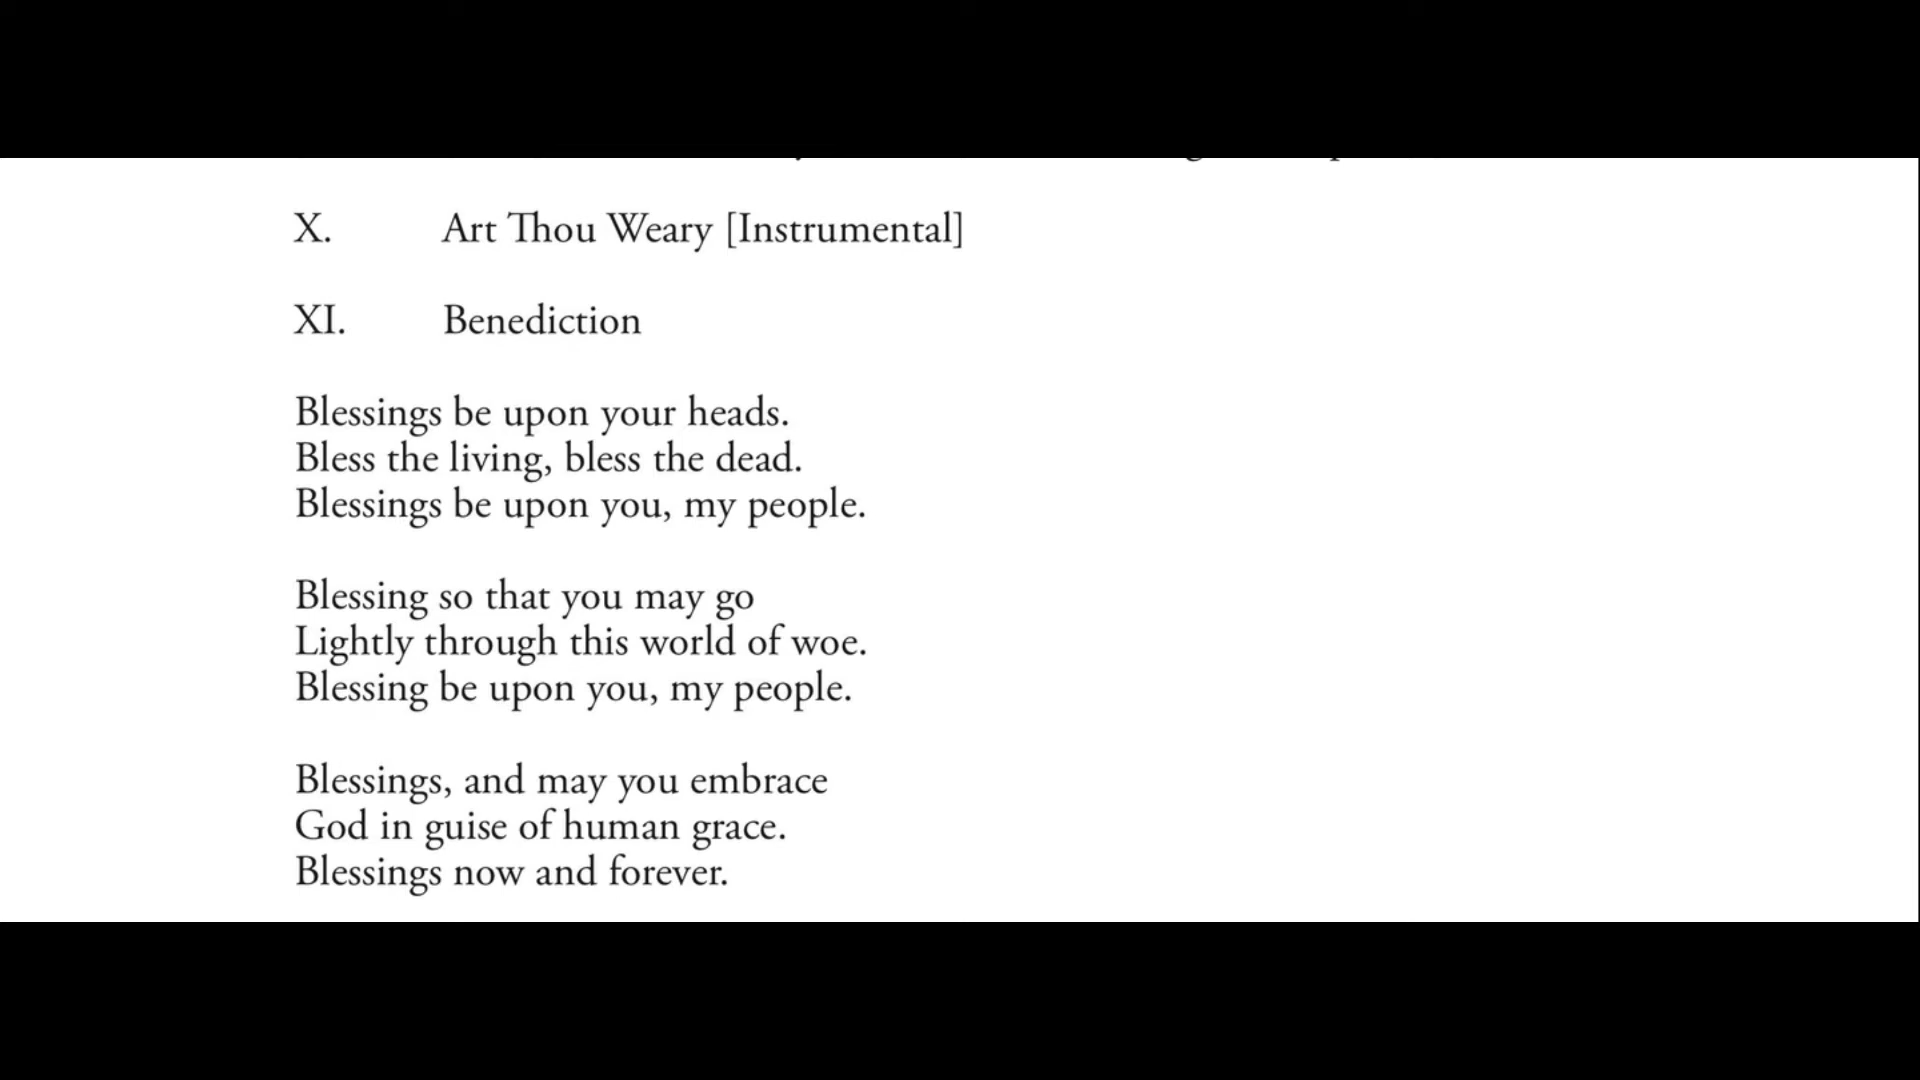 X. Art Thou Weary [Instrumental]
XI. Benediction
Blessings be upon your heads.
Bless the living, bless the dead.
Blessings be upon you, my people.
Blessing so that you may go
Lightly through this world of woe.
Blessing be upon you, my people.
Blessings, and may you embrace
God in guise of human grace.
Blessings now and forever.